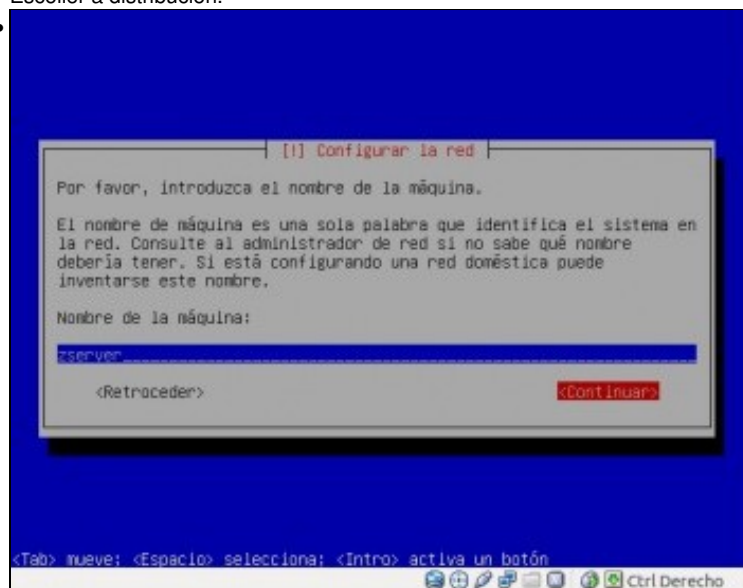 Escoller a distribución.
[!] Configurar la red
Por favor, introduzca el nombre de la máquina.
El nombre de máquina es una sola palabra que identifica el sistema en
la red. Consulte al administrador de red si no sabe qué nombre
debería tener. Si está configurando una red doméstica puede
inventarse este nombre.
Nombre de la máquina:
zserver
<Retroceder> <Continuar>
<Tab> mueve; <Espacio> selecciona; <Intro> activa un botón
Ctrl Derecho